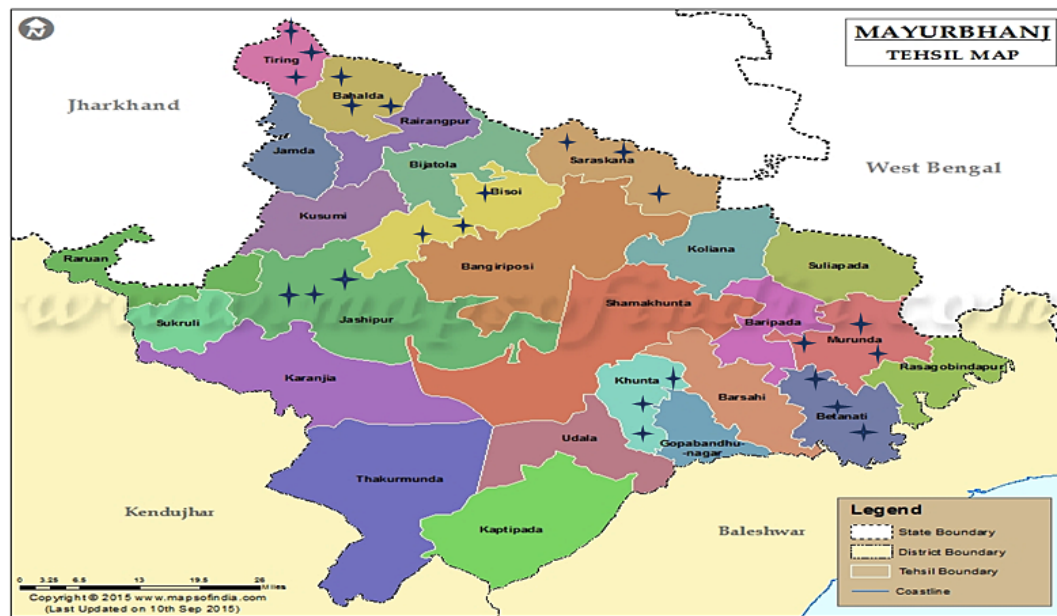 MAYURBHANJ
TEHSIL MAP
Tiring
Jharkhand
Bahalda
Rairangpur
Jamda
Bijatola
Saraskana
West Bengal
Bisoi
Kusumi
Koliana
Raruan
Bangiriposi
Suliapada
Shamakhunta
Sukruli
Jashipur
Baripada
Murunda
www.mapsofindia.com
Rasagobindapur
Karanjia
Khunta
Barsahi
Betanati
Udala
Gopabandhu-
nagar
Thakurmunda
Kendujhar
Kaptipada
Baleshwar
Legend
State Boundary
District Boundary
Tehsil Boundary
Coastline
0 3.25 6.5 13 19.5 26
Miles
Copyright © 2015 www.mapsofindia.com
(Last Updated on 10th Sep 2015)